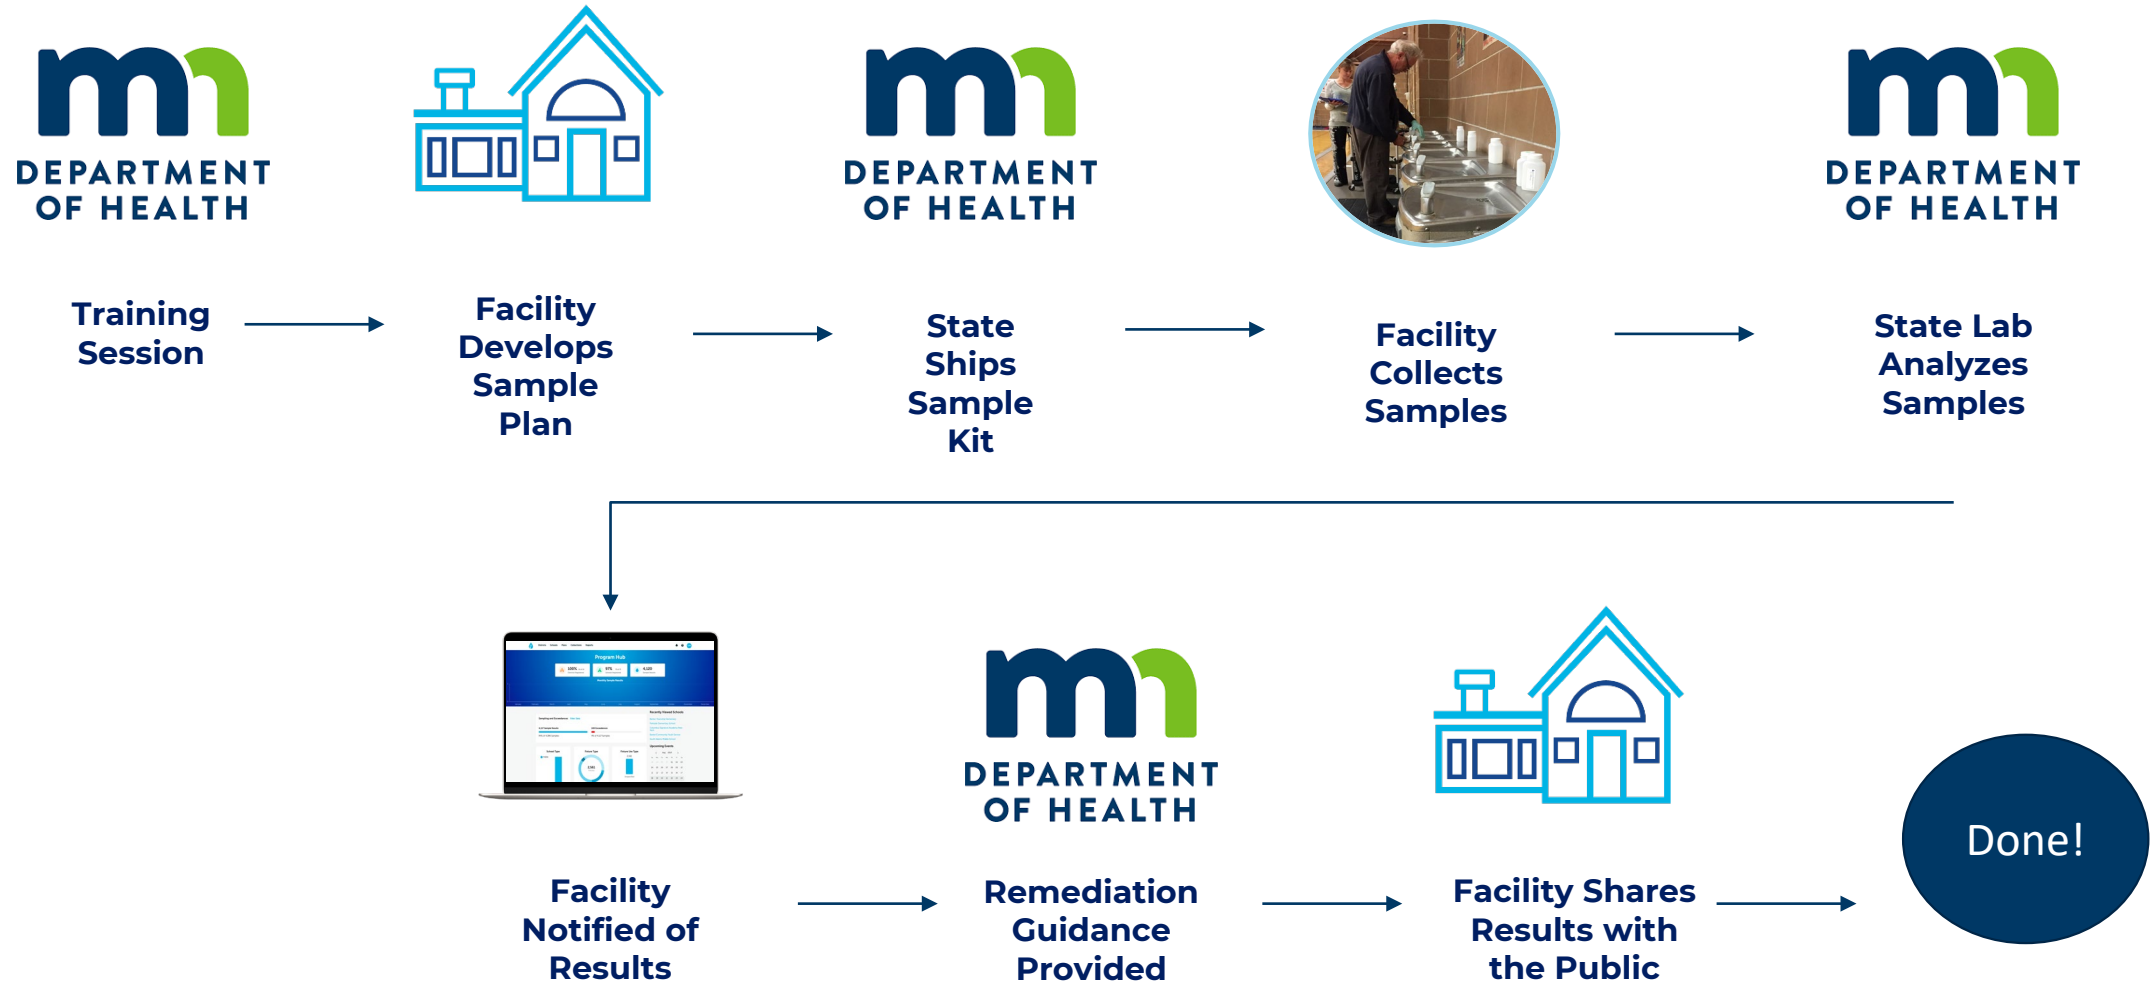 DEPARTMENT
OF HEALTH
DEPARTMENT
OF HEALTH
DEPARTMENT
OF HEALTH
Training
Session
Facility
Develops
Sample
Plan
State
Ships
Sample
Kit
Facility
Collects
Samples
State Lab
Analyzes
Samples
Program Hub
DEPARTMENT
OF HEALTH
Done!
Facility
Notified of
Results
Remediation
Guidance
Provided
Facility Shares
Results with
the Public